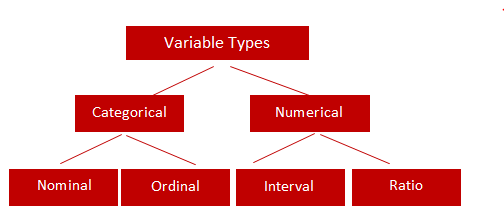 Variable Types
Categorical
Numerical
Nominal
Ordinal
Interval
Ratio